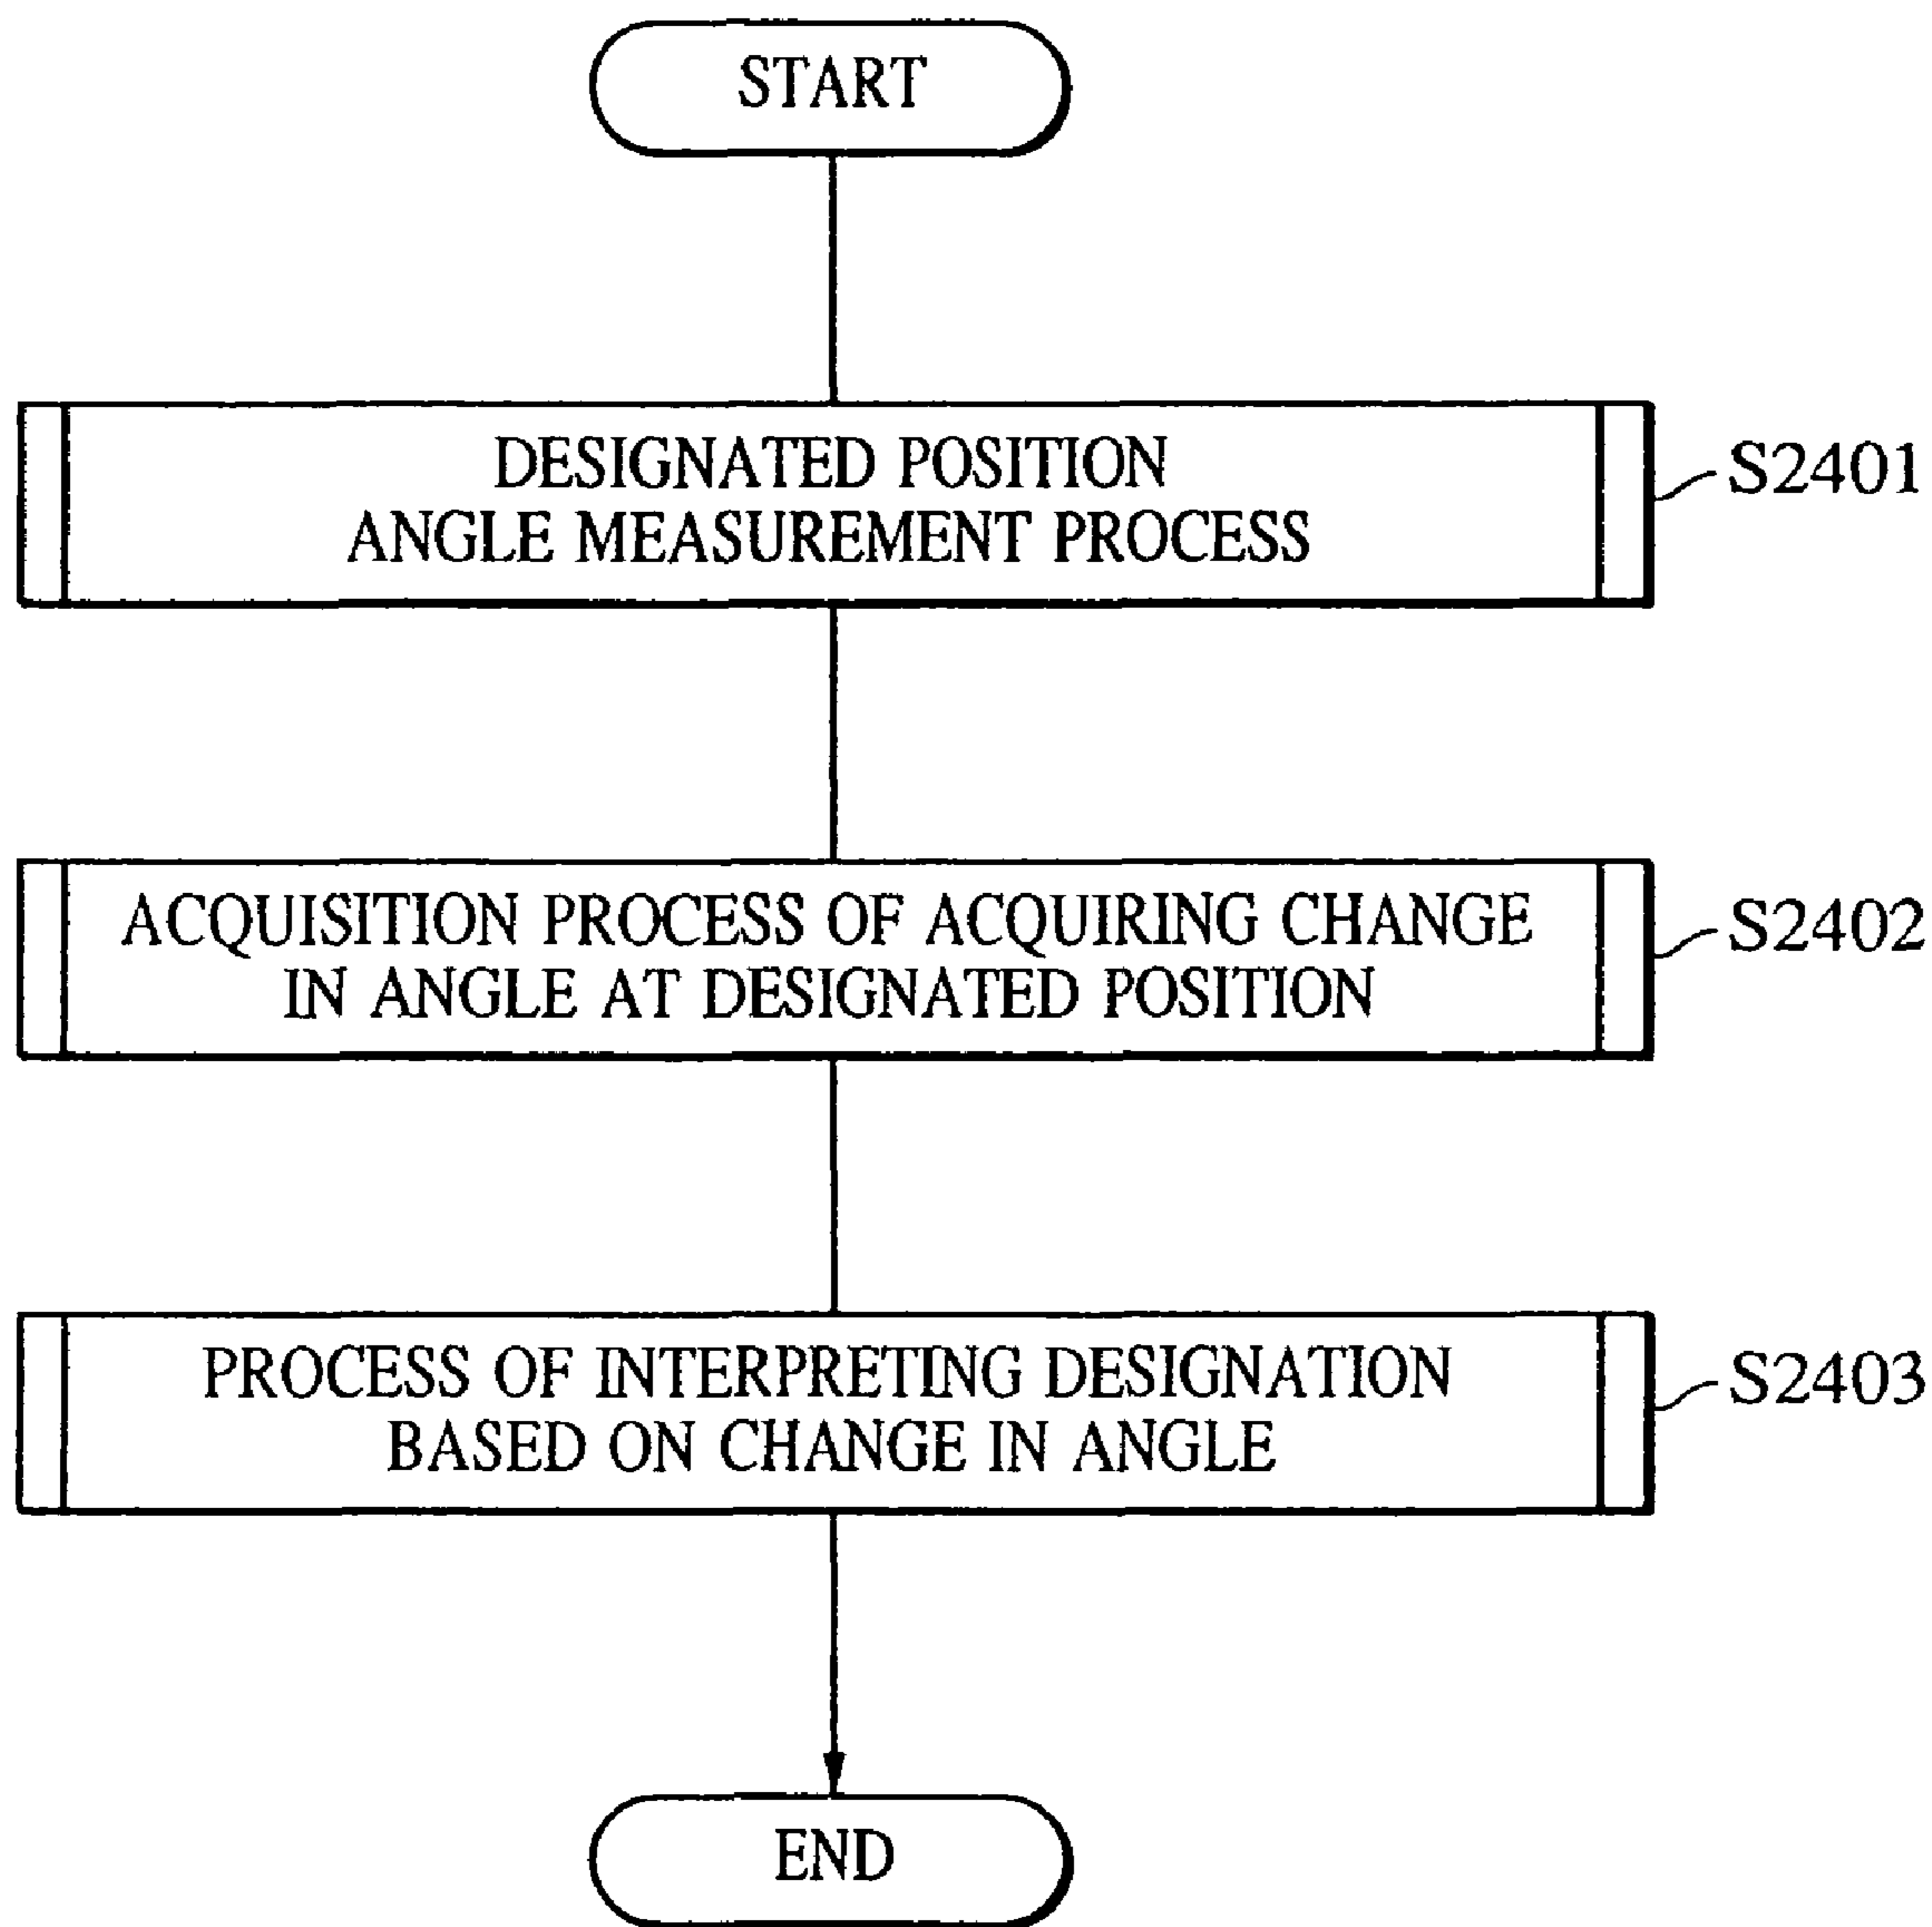 START
DESIGNATED POSITION
ANGLE MEASUREMENT PROCESS
S2401
ACQUISITION PROCESS OF ACQUIRING CHANGE
IN ANGLE AT DESIGNATED POSITION
S2402
PROCESS OF INTERPRETING DESIGNATION
BASED ON CHANGE IN ANGLE
S2403
END